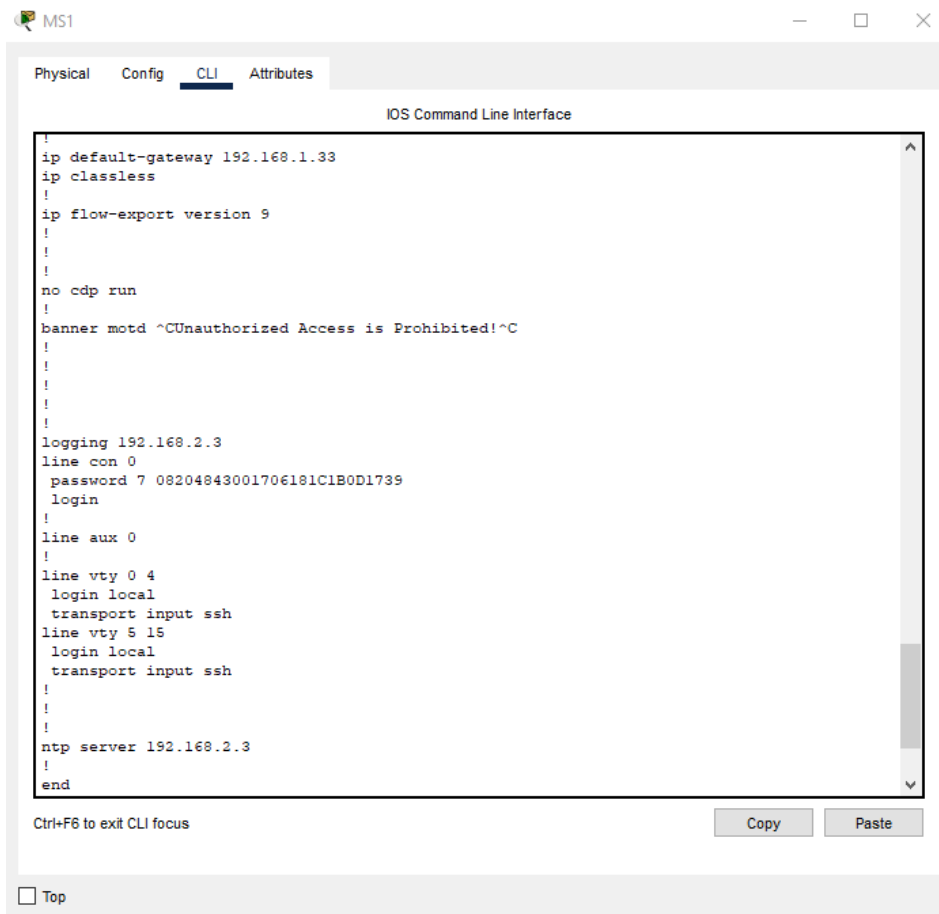 MS1
Physical Config CLI Attributes
IOS Command Line Interface
!
ip default-gateway 192.168.1.33
ip classless
!
ip flow-export version 9
!
!
!
no cdp run
!
banner motd ^CUnauthorized Access is Prohibited!^C
!
!
!
!
!
logging 192.168.2.3
line con 0
 password 7 08204843001706181C1B0D1739
 login
!
line aux 0
!
line vty 0 4
 login local
 transport input ssh
line vty 5 15
 login local
 transport input ssh
!
!
!
ntp server 192.168.2.3
!
end
Ctrl+F6 to exit CLI focus
Copy Paste
Top